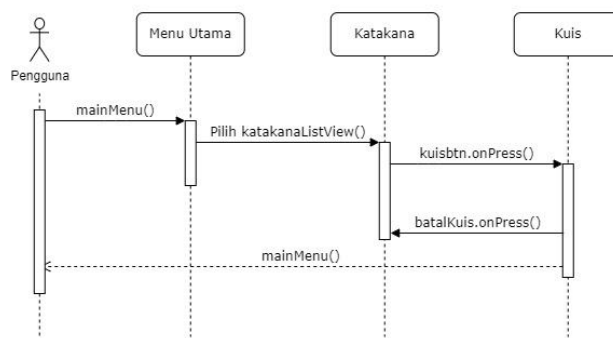 Menu Utama
Katakana
Kuis
Pengguna
mainMenu()
Pilih katakanaListView()
kuisbtn.onPress()
batalKuis.onPress()
mainMenu()